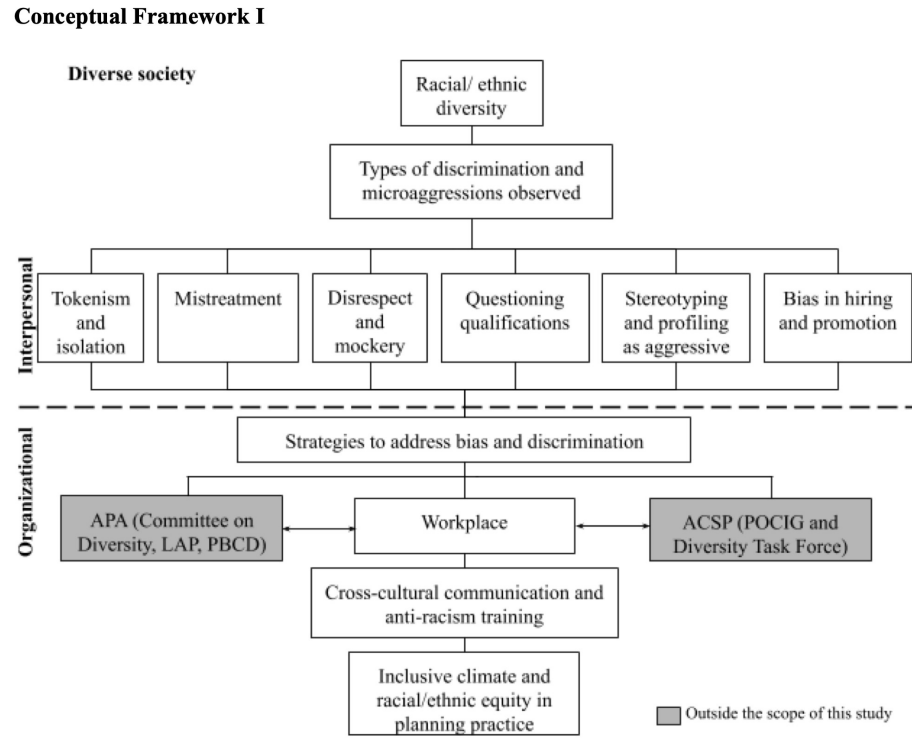 Conceptual Framework I
Diverse society
Racial/ ethnic
diversity
Types of discrimination and
microaggressions observed
Interpersonal
Tokenism
and
isolation
Mistreatment
Disrespect
and
mockery
Questioning
qualifications
Stereotyping
and profiling
as aggressive
Bias in hiring
and promotion
Organizational
Strategies to address bias and discrimination
APA (Committee on
Diversity, LAP, PBCD)
Workplace
ACSP (POCIG and
Diversity Task Force)
Cross-cultural communication and
anti-racism training
Inclusive climate and
racial/ethnic equity in
planning practice
Outside the scope of this study